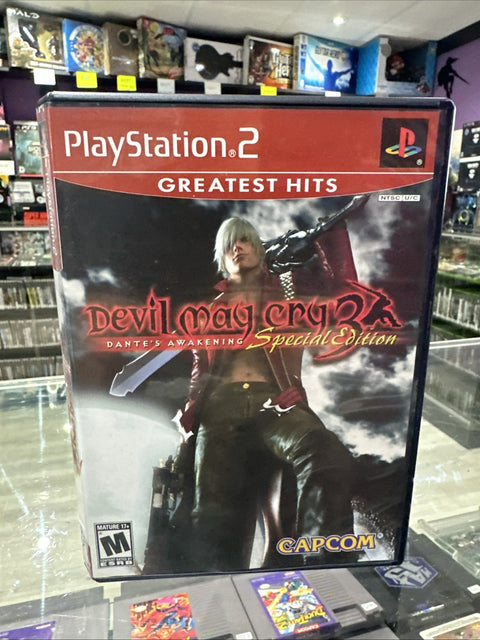 PlayStation®2
GREATEST HITS
NTSC U/C
Devil may cry 3
DANTE'S AWAKENING Special Edition
MATURE 17+
M
ESRB
CAPCOM